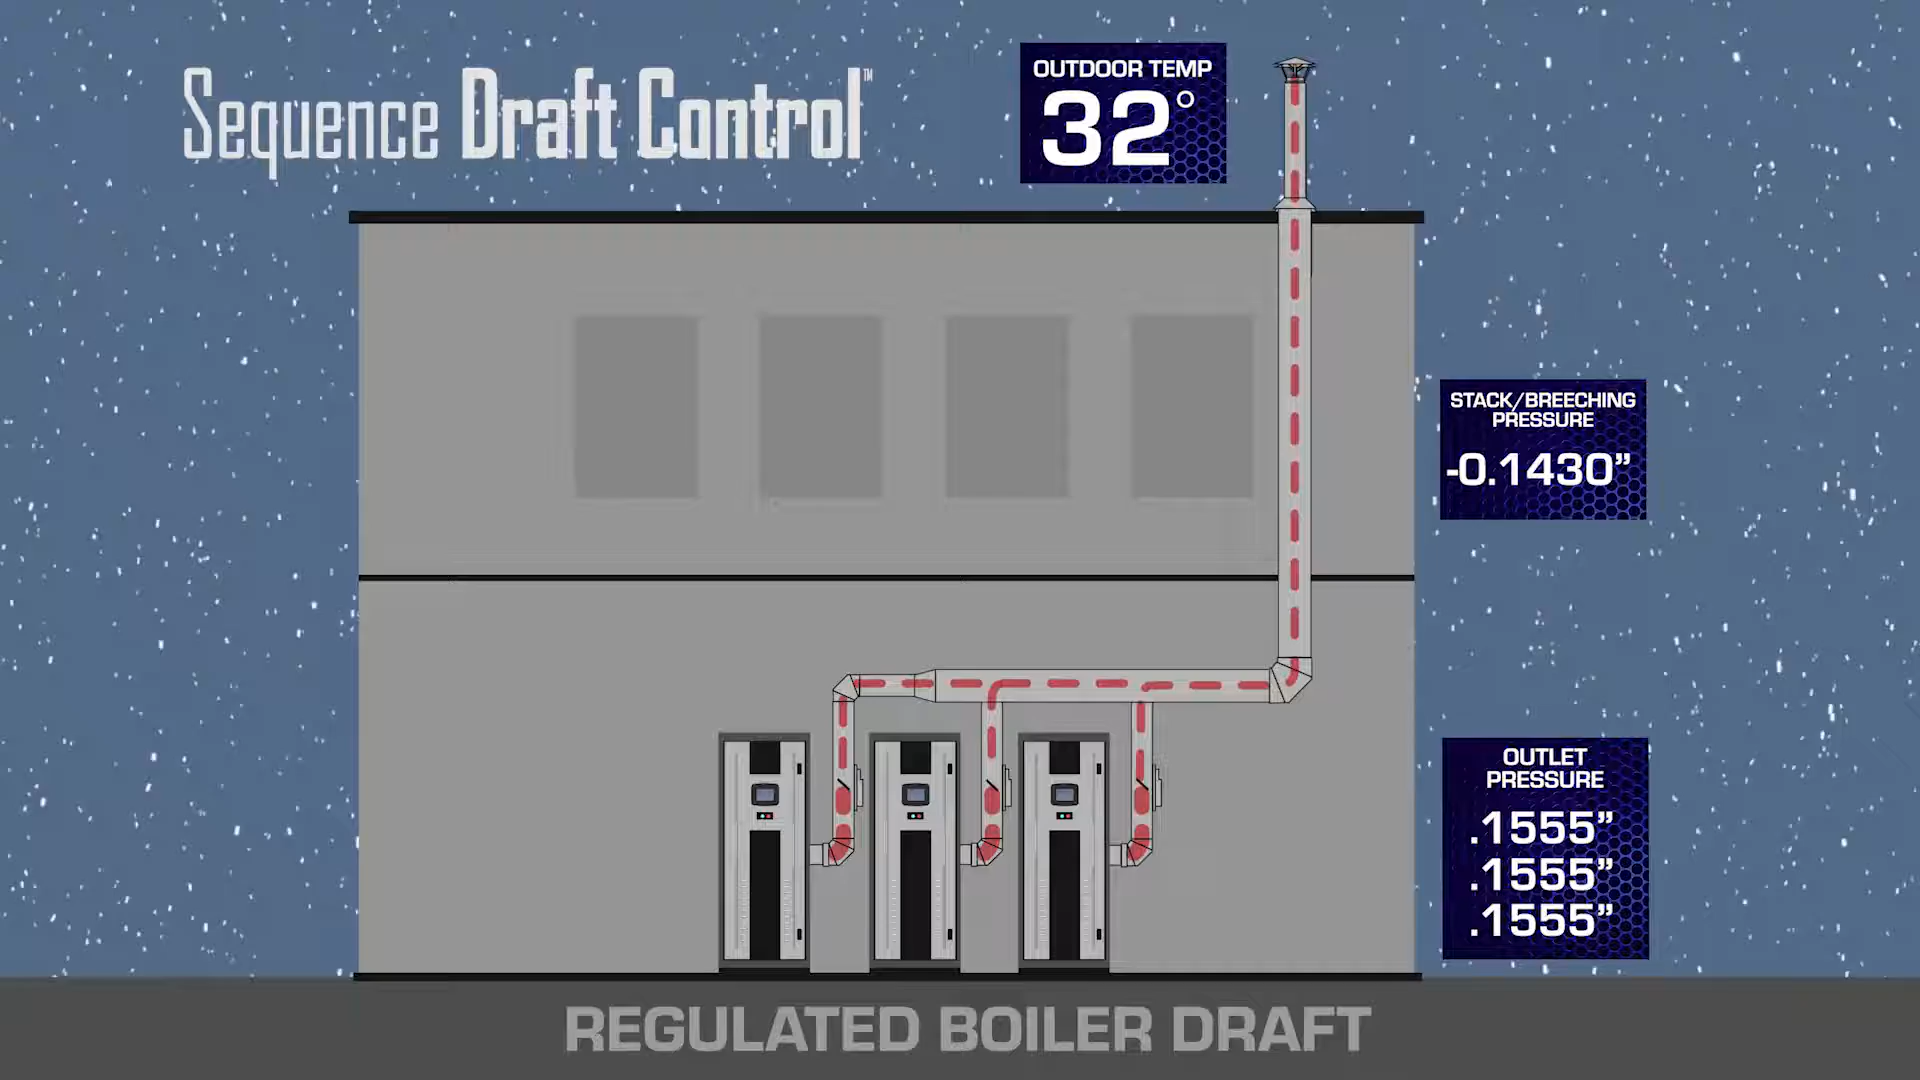 Sequence Draft Control™
OUTDOOR TEMP
32°
STACK/BREECHING
PRESSURE
-0.1430”
OUTLET
PRESSURE
.1555”
.1555”
.1555”
REGULATED BOILER DRAFT